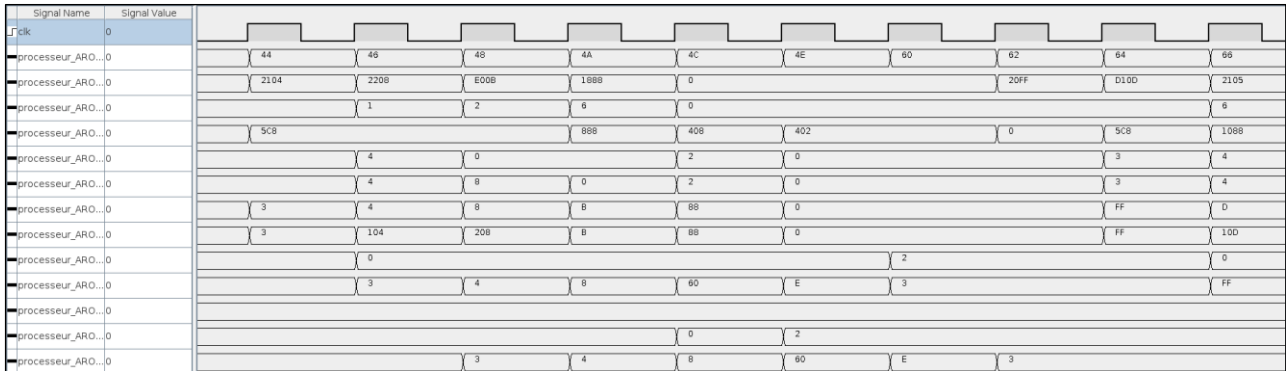 Signal Name Signal Value
clk 0
processeur_ARO... 0 44 46 48 4A 4C 4E 60 62 64 66
processeur_ARO... 0 2104 2208 E00B 1888 0 20FF D10D 2105
processeur_ARO... 0 1 2 6 0 6
processeur_ARO... 0 5C8 888 408 402 0 5C8 1088
processeur_ARO... 0 4 0 2 0 3 4
processeur_ARO... 0 4 8 0 2 0 3 4
processeur_ARO... 0 3 4 8 B 88 0 FF D
processeur_ARO... 0 3 104 208 B 88 0 FF 10D
processeur_ARO... 0 0 2 0
processeur_ARO... 0 3 4 8 60 E 3 FF
processeur_ARO... 0
processeur_ARO... 0 0 2
processeur_ARO... 0 3 4 8 60 E 3